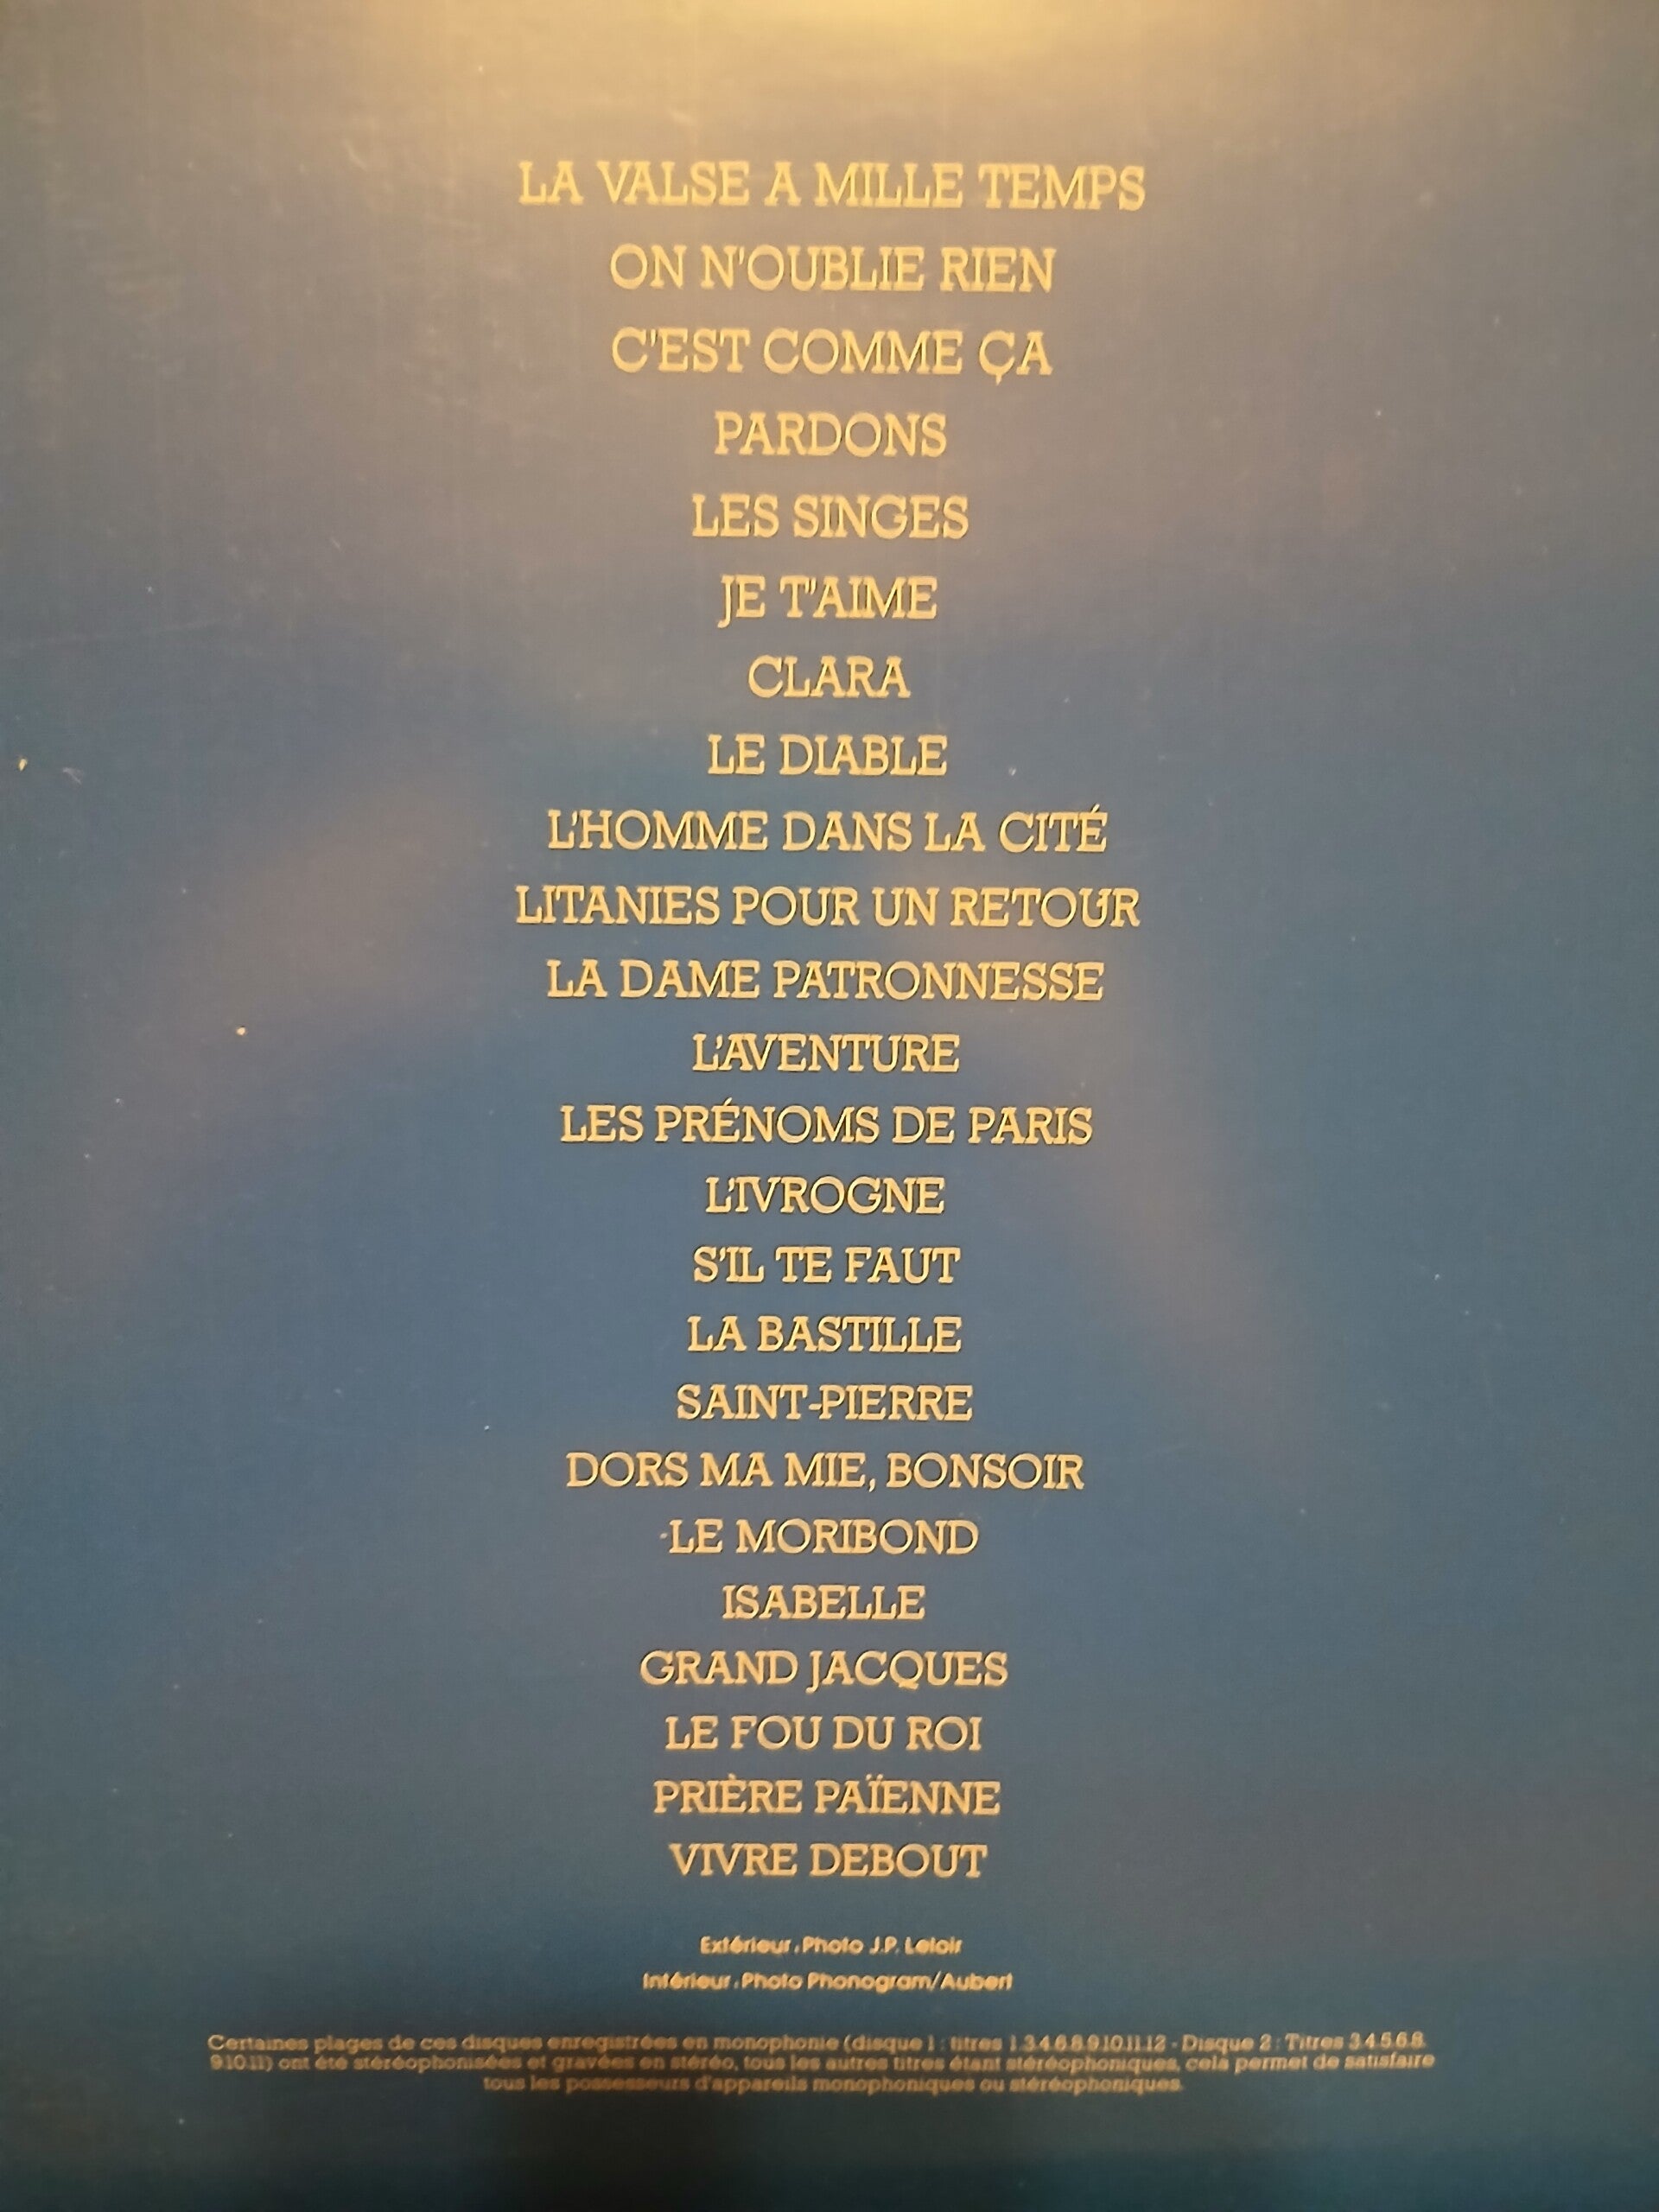 LA VALSE A MILLE TEMPS
ON N'OUBLIE RIEN
C'EST COMME ÇA
PARDONS
LES SINGES
JE T'AIME
CLARA
LE DIABLE
L'HOMME DANS LA CITÉ
LITANIES POUR UN RETOUR
LA DAME PATRONNESSE
L'AVENTURE
LES PRÉNOMS DE PARIS
L'IVROGNE
S'IL TE FAUT
LA BASTILLE
SAINT-PIERRE
DORS MA MIE, BONSOIR
LE MORIBOND
ISABELLE
GRAND JACQUES
LE FOU DU ROI
PRIÈRE PAÏENNE
VIVRE DEBOUT
Extérieur : Photo J.P. Leloir
Intérieur : Photo Phonogram/Aubert
Certaines plages de ces disques enregistrées en monophonie (disque 1 : titres 1.3.4.6.8.9.10.11.12 - Disque 2 : Titres 3.4.5.6.8.
9.10.11) ont été stéréophonisées et gravées en stéréo, tous les autres titres étant stéréophoniques, cela permet de satisfaire
tous les possesseurs d'appareils monophoniques ou stéréophoniques.